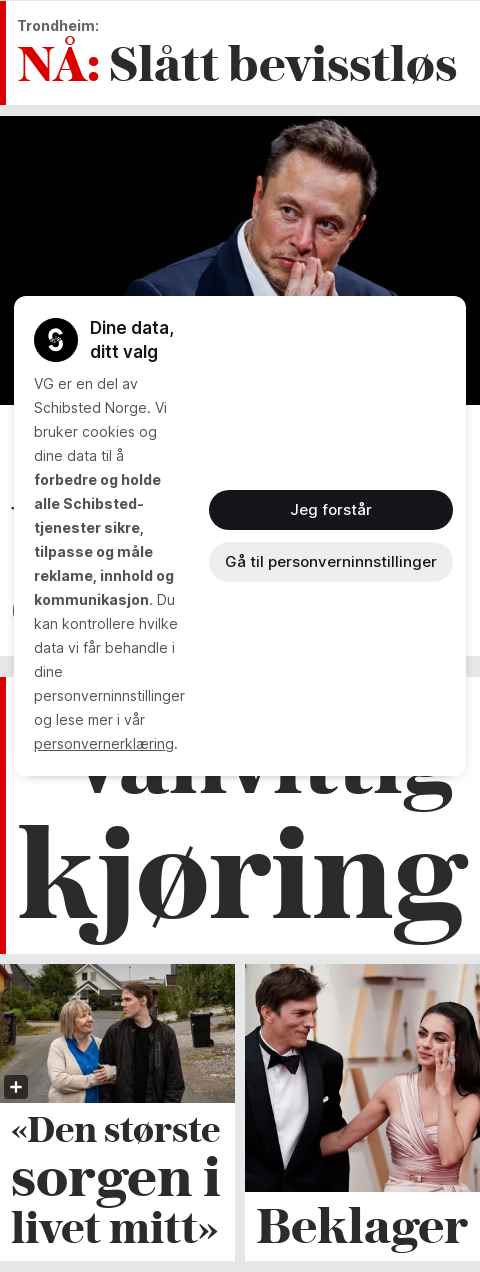 Trondheim:
NÅ: Slått bevisstløs
Dine data,
ditt valg
VG er en del av
Schibsted Norge. Vi
bruker cookies og
dine data til å
forbedre og holde
alle Schibsted-
tjenester sikre,
tilpasse og måle
reklame, innhold og
kommunikasjon. Du
kan kontrollere hvilke
data vi får behandle i
dine
personverninnstillinger
og lese mer i vår
personvernerklæring.
Jeg forstår
Gå til personverninnstillinger
vanvittig
kjøring
«Den største
sorgen i
livet mitt»
Beklager